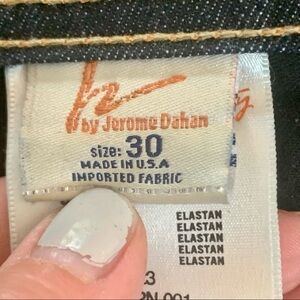 by Jerome Dahan
size: 30
MADE IN U.S.A
IMPORTED FABRIC
ELASTAN
ELASTAN
ELASTAN
ELASTAN
ELASTAN